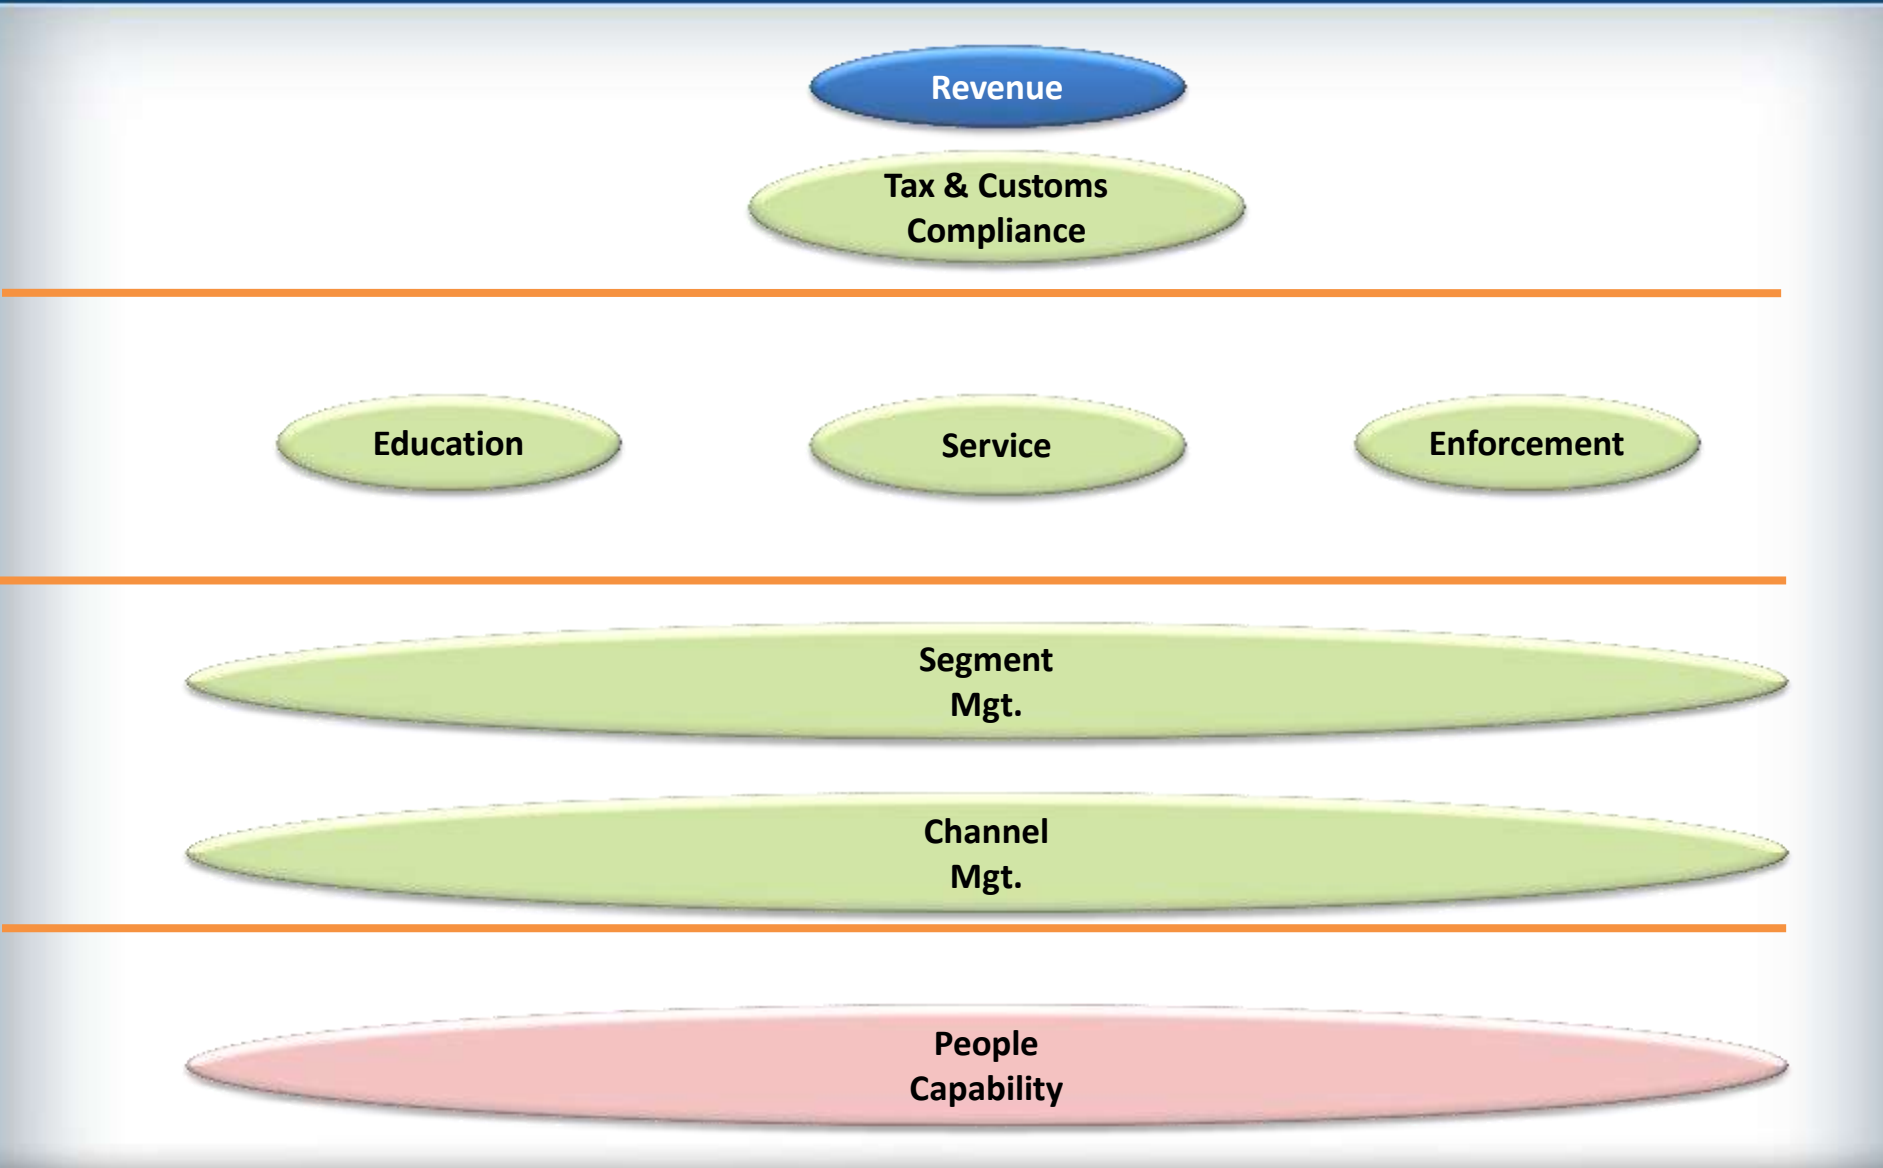 Revenue
Tax & Customs
Compliance
Education
Service
Enforcement
Segment
Mgt.
Channel
Mgt.
People
Capability